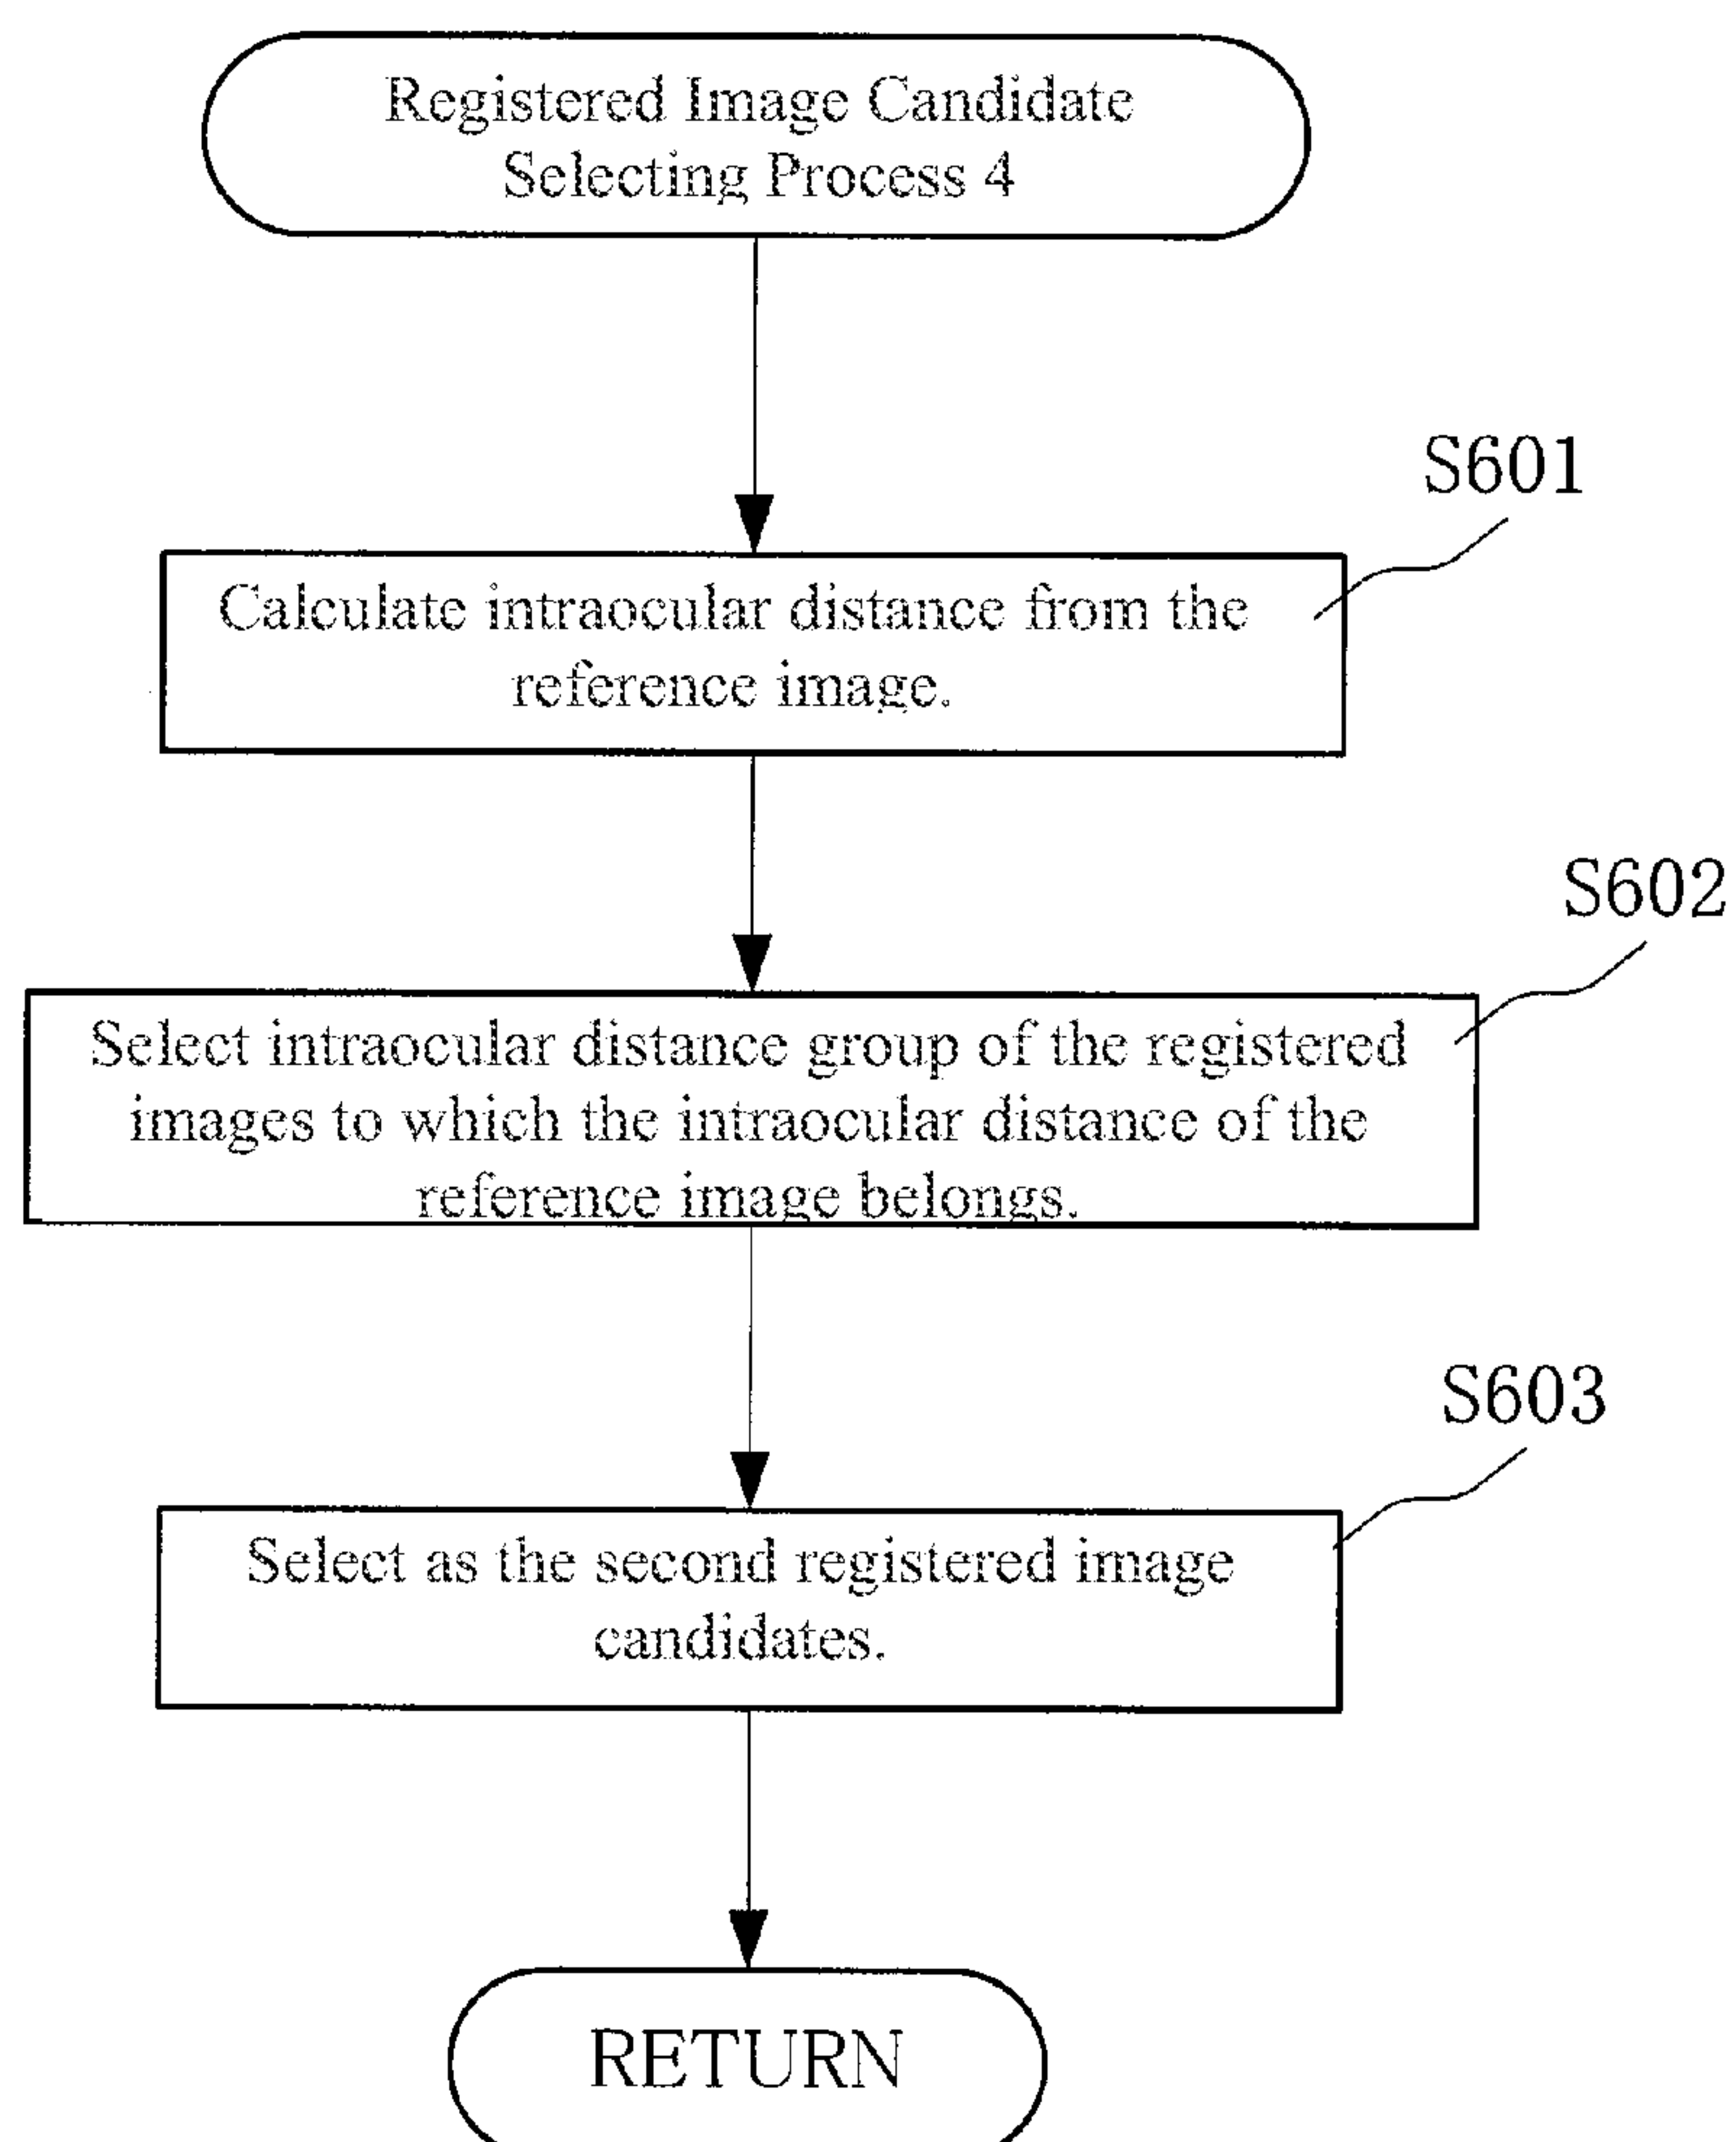 Registered Image Candidate
Selecting Process 4
S601
Calculate intraocular distance from the
reference image.
S602
Select intraocular distance group of the registered
images to which the intraocular distance of the
reference image belongs.
S603
Select as the second registered image
candidates.
RETURN